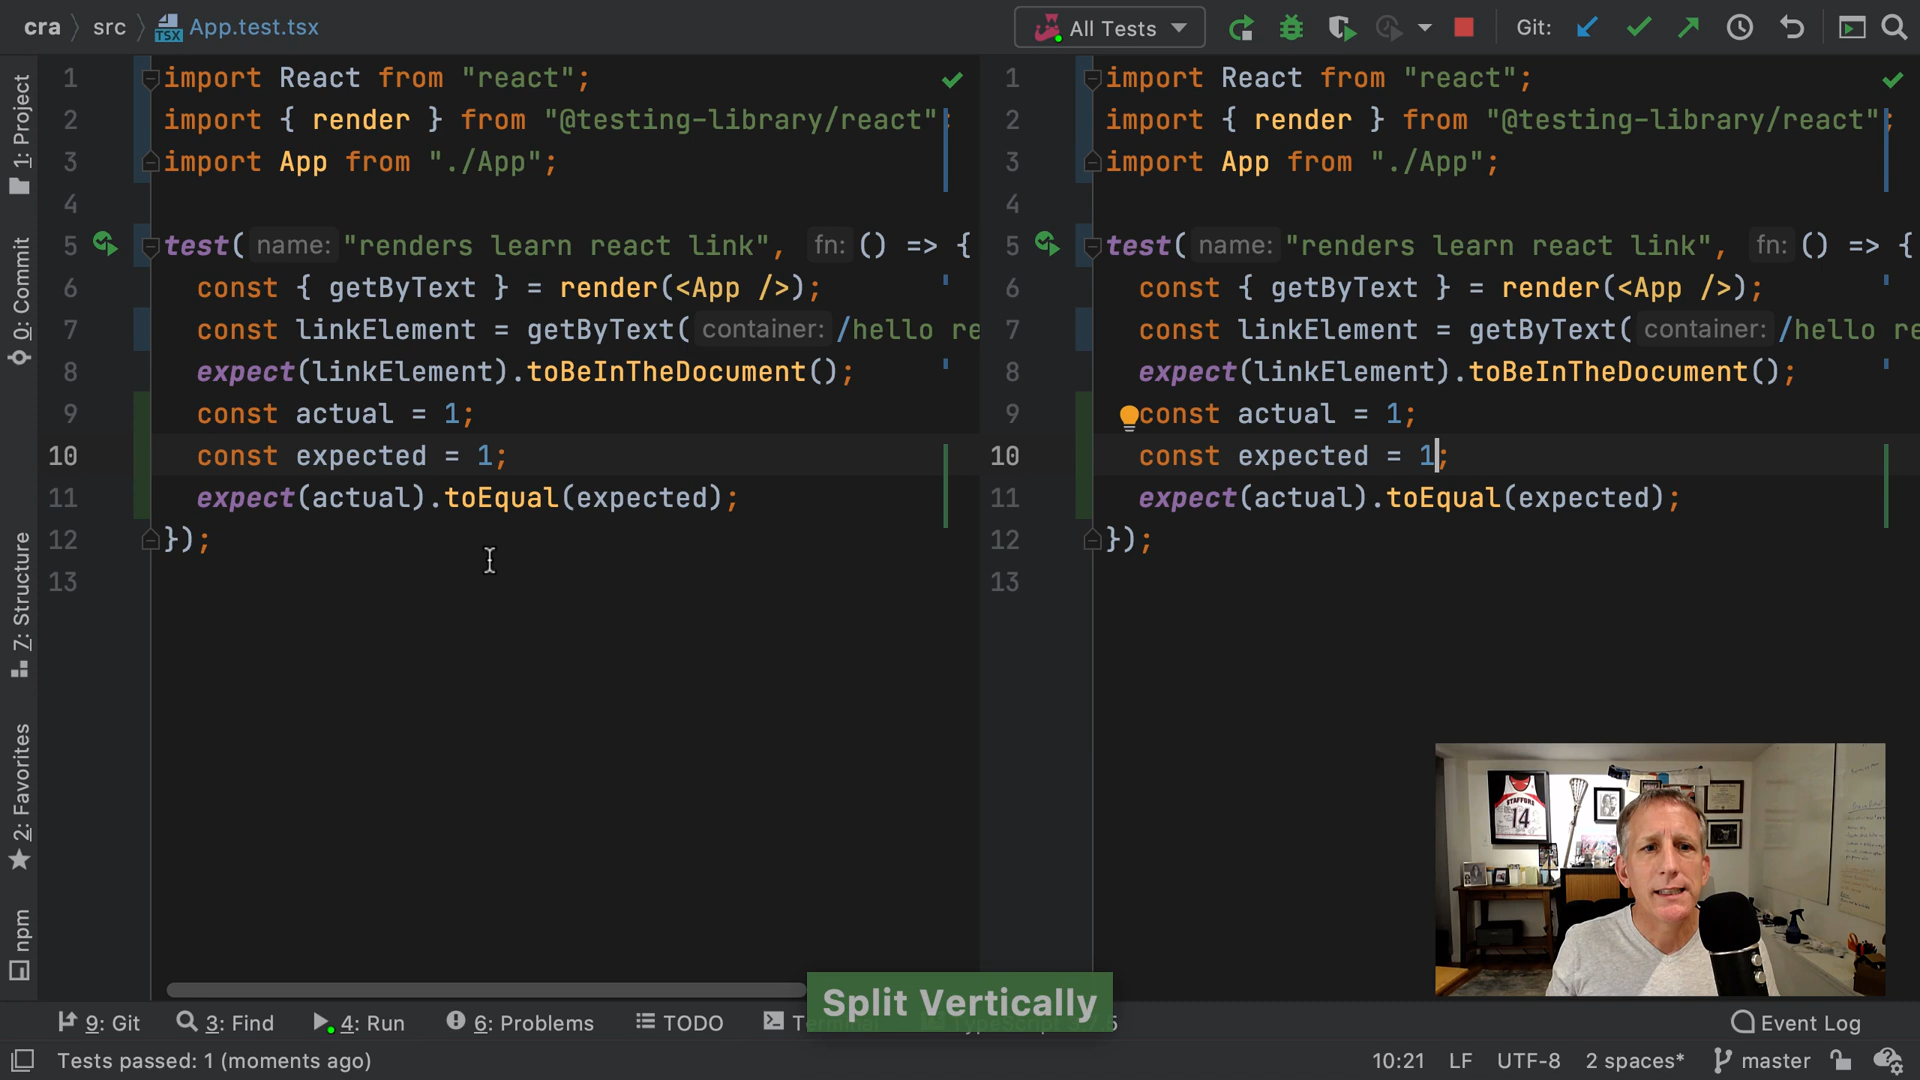 cra src App.test.tsx
All Tests Git:
1: Project
0: Commit
7: Structure
2: Favorites
npm
1 import React from "react";
2 import { render } from "@testing-library/react"
3 import App from "./App";
4
5 test( name: "renders learn react link", fn: () => {
6 const { getByText } = render(<App />);
7 const linkElement = getByText( container: /hello re
8 expect(linkElement).toBeInTheDocument();
9 const actual = 1;
10 const expected = 1;
11 expect(actual).toEqual(expected);
12 });
13
1 import React from "react";
2 import { render } from "@testing-library/react";
3 import App from "./App";
4
5 test( name: "renders learn react link", fn: () => {
6 const { getByText } = render(<App />);
7 const linkElement = getByText( container: /hello re
8 expect(linkElement).toBeInTheDocument();
9 const actual = 1;
10 const expected = 1;
11 expect(actual).toEqual(expected);
12 });
13
STAFFORD
14
Split Vertically
9: Git 3: Find 4: Run 6: Problems TODO Terminal TypeScript 3.7.5 Event Log
Tests passed: 1 (moments ago) 10:21 LF UTF-8 2 spaces* master